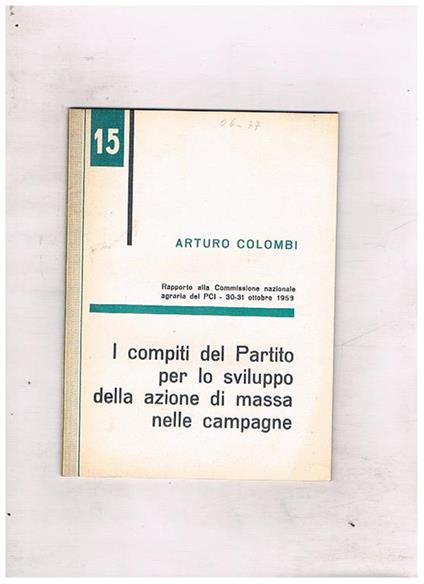 06-77
15
ARTURO COLOMBI
Rapporto alla Commissione nazionale
agraria del PCI - 30-31 ottobre 1959
I compiti del Partito
per lo sviluppo
della azione di massa
nelle campagne